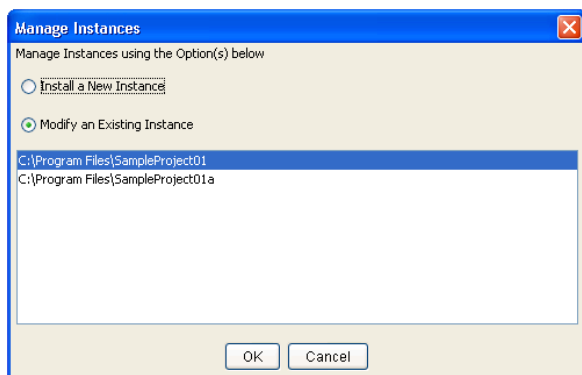 Manage Instances
Manage Instances using the Option(s) below
Install a New Instance
Modify an Existing Instance
C:\Program Files\SampleProject01
C:\Program Files\SampleProject01a
OK Cancel